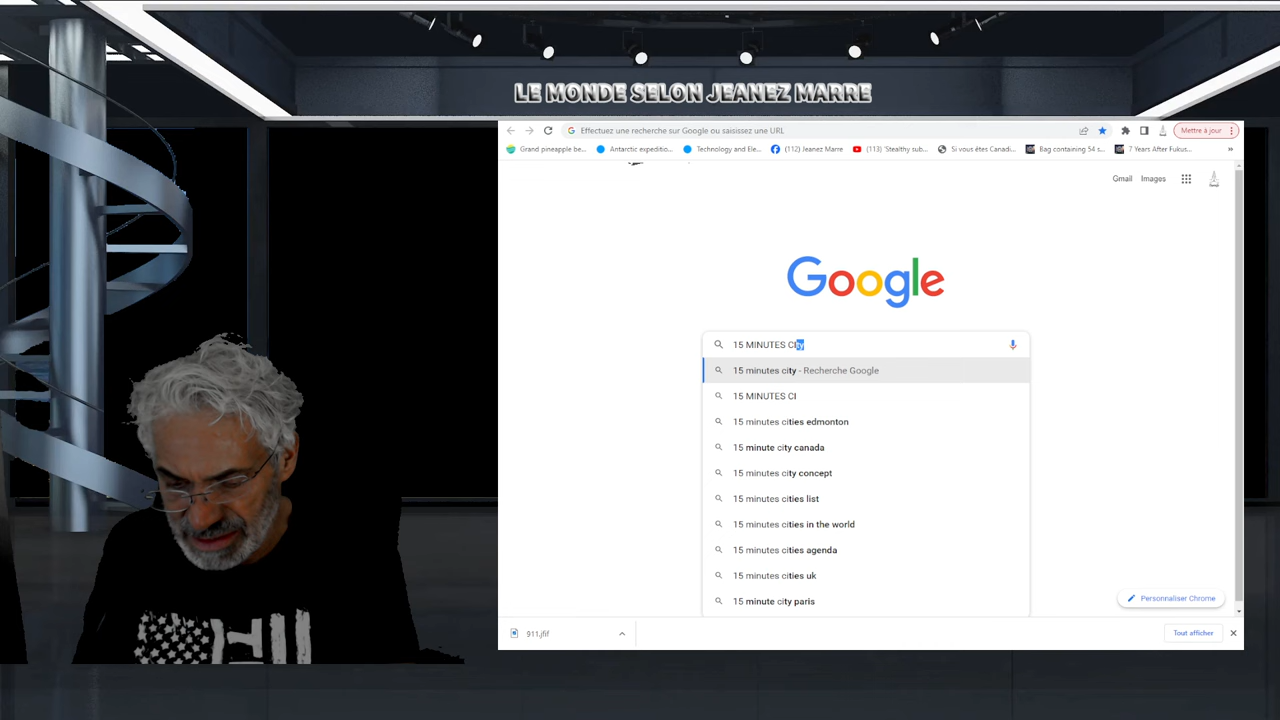 LE MONDE SELON JEANEZ MARRE
Effectuez une recherche sur Google ou saisissez une URL
Mettre à jour
Grand pineapple be...
Antarctic expeditio...
Technology and Ele...
(112) Jeanez Marre
(113) 'Stealthy sub...
Si vous êtes Canadi...
Bag containing 54 s...
7 Years After Fukus...
»
Gmail Images
Google
15 MINUTES CIty
15 minutes city - Recherche Google
15 MINUTES CI
15 minutes cities edmonton
15 minute city canada
15 minutes city concept
15 minutes cities list
15 minutes cities in the world
15 minutes cities agenda
15 minutes cities uk
15 minute city paris
Personnaliser Chrome
911.jfif
Tout afficher